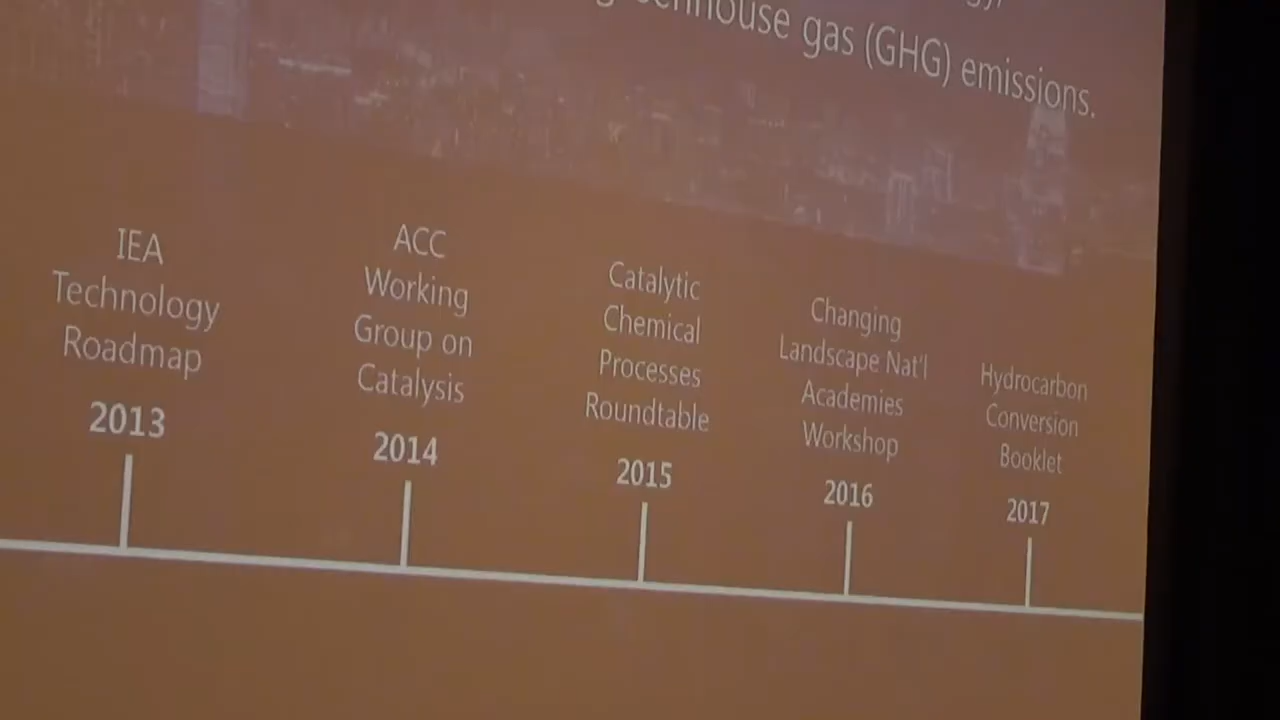 greenhouse gas (GHG) emissions.
IEA
Technology
Roadmap
2013
ACC
Working
Group on
Catalysis
2014
Catalytic
Chemical
Processes
Roundtable
2015
Changing
Landscape Nat'l
Academies
Workshop
2016
Hydrocarbon
Conversion
Booklet
2017